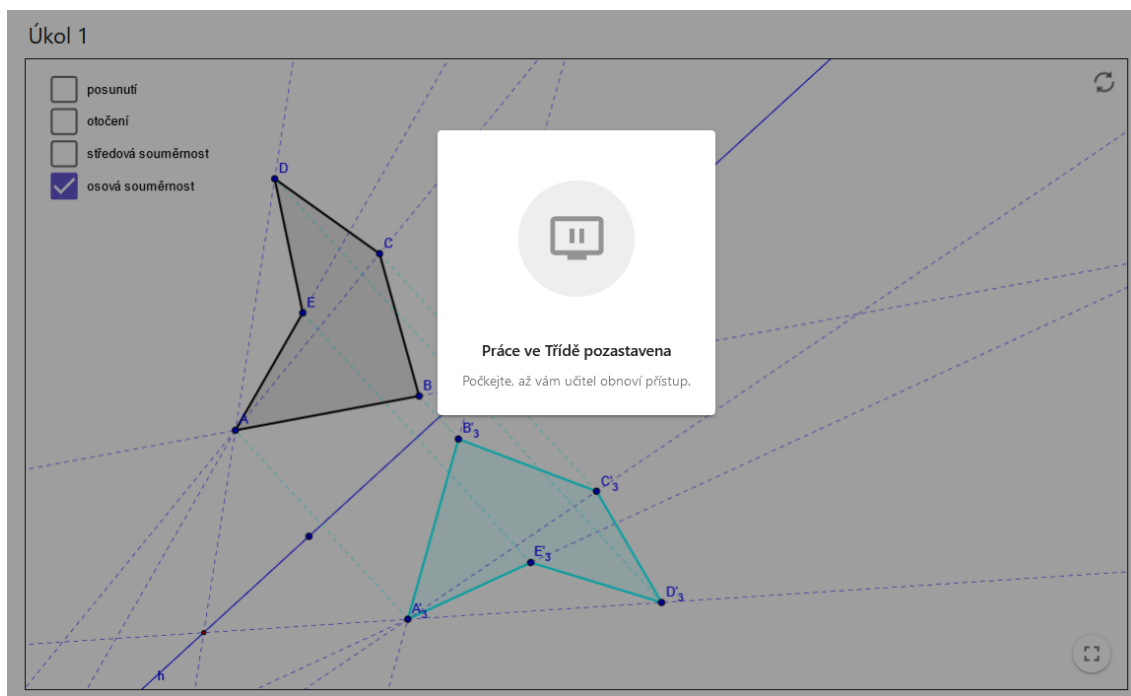 Úkol 1
posunutí
otočení
středová souměrnost
osová souměrnost
D
C
E
B
A
Práce ve Třídě pozastavena
Počkejte, až vám učitel obnoví přístup.
B'₃
C'₃
E'₃
D'₃
A'₃
h